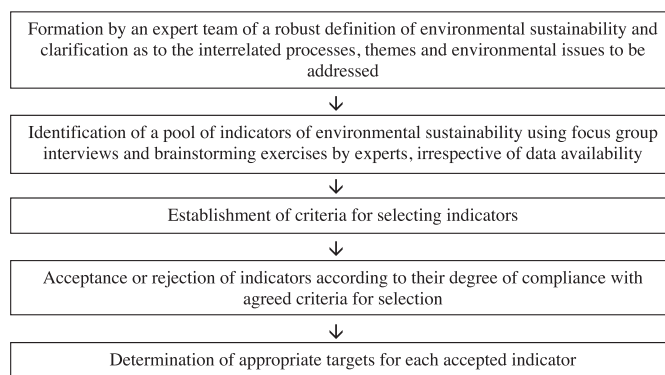 Formation by an expert team of a robust definition of environmental sustainability and
clarification as to the interrelated processes, themes and environmental issues to be
addressed
Identification of a pool of indicators of environmental sustainability using focus group
interviews and brainstorming exercises by experts, irrespective of data availability
Establishment of criteria for selecting indicators
Acceptance or rejection of indicators according to their degree of compliance with
agreed criteria for selection
Determination of appropriate targets for each accepted indicator